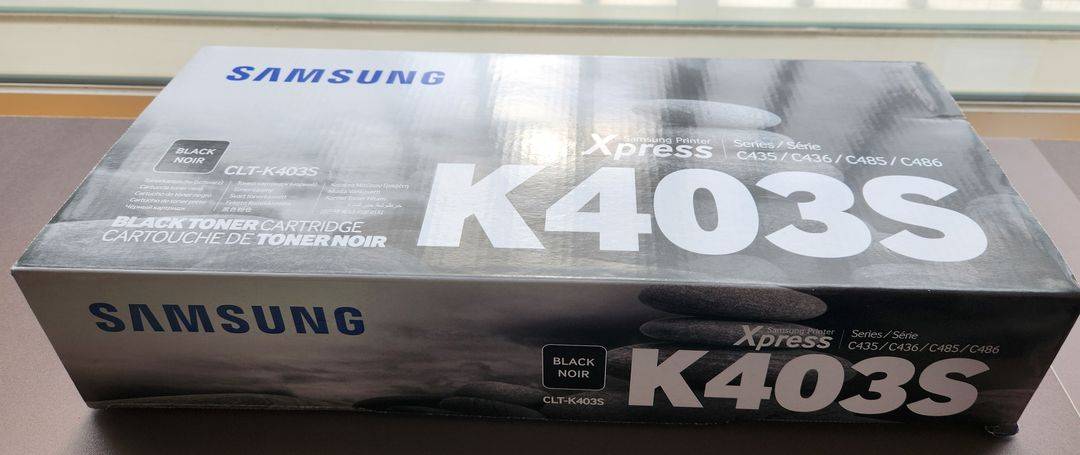 SAMSUNG
Samsung Printer
Xpress
Series / Série
C435 / C436 / C485 / C486
BLACK
NOIR
CLT-K403S
K403S
BLACK TONER CARTRIDGE
CARTOUCHE DE TONER NOIR
SAMSUNG
Samsung Printer
Xpress
Series / Série
C435 / C436 / C485 / C486
BLACK
NOIR
CLT-K403S
K403S